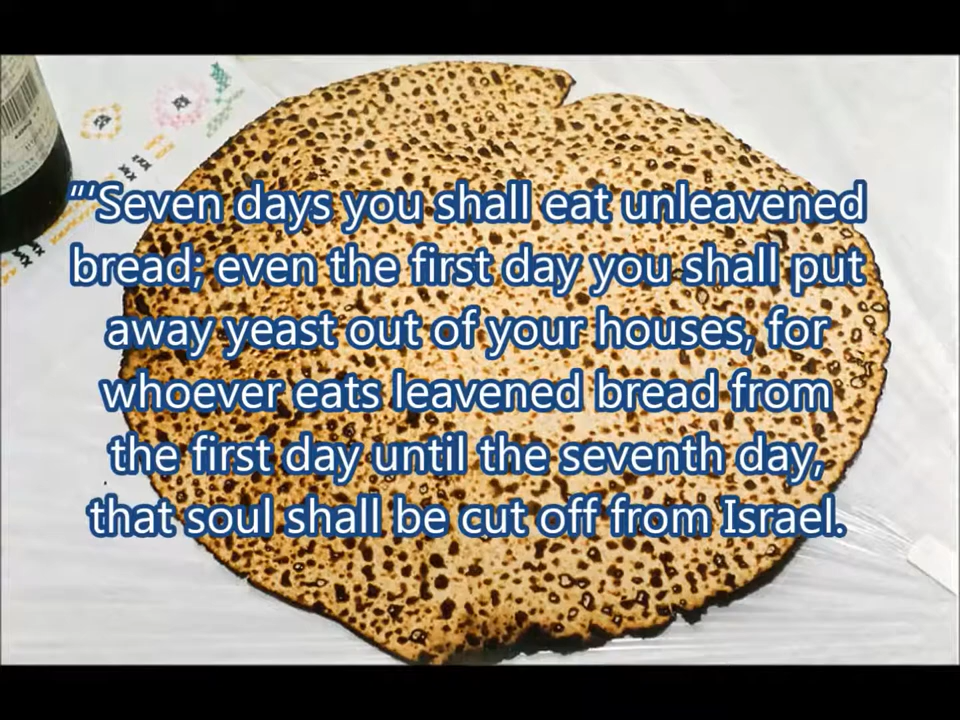 “‘Seven days you shall eat unleavened
bread; even the first day you shall put
away yeast out of your houses, for
whoever eats leavened bread from
the first day until the seventh day,
that soul shall be cut off from Israel.